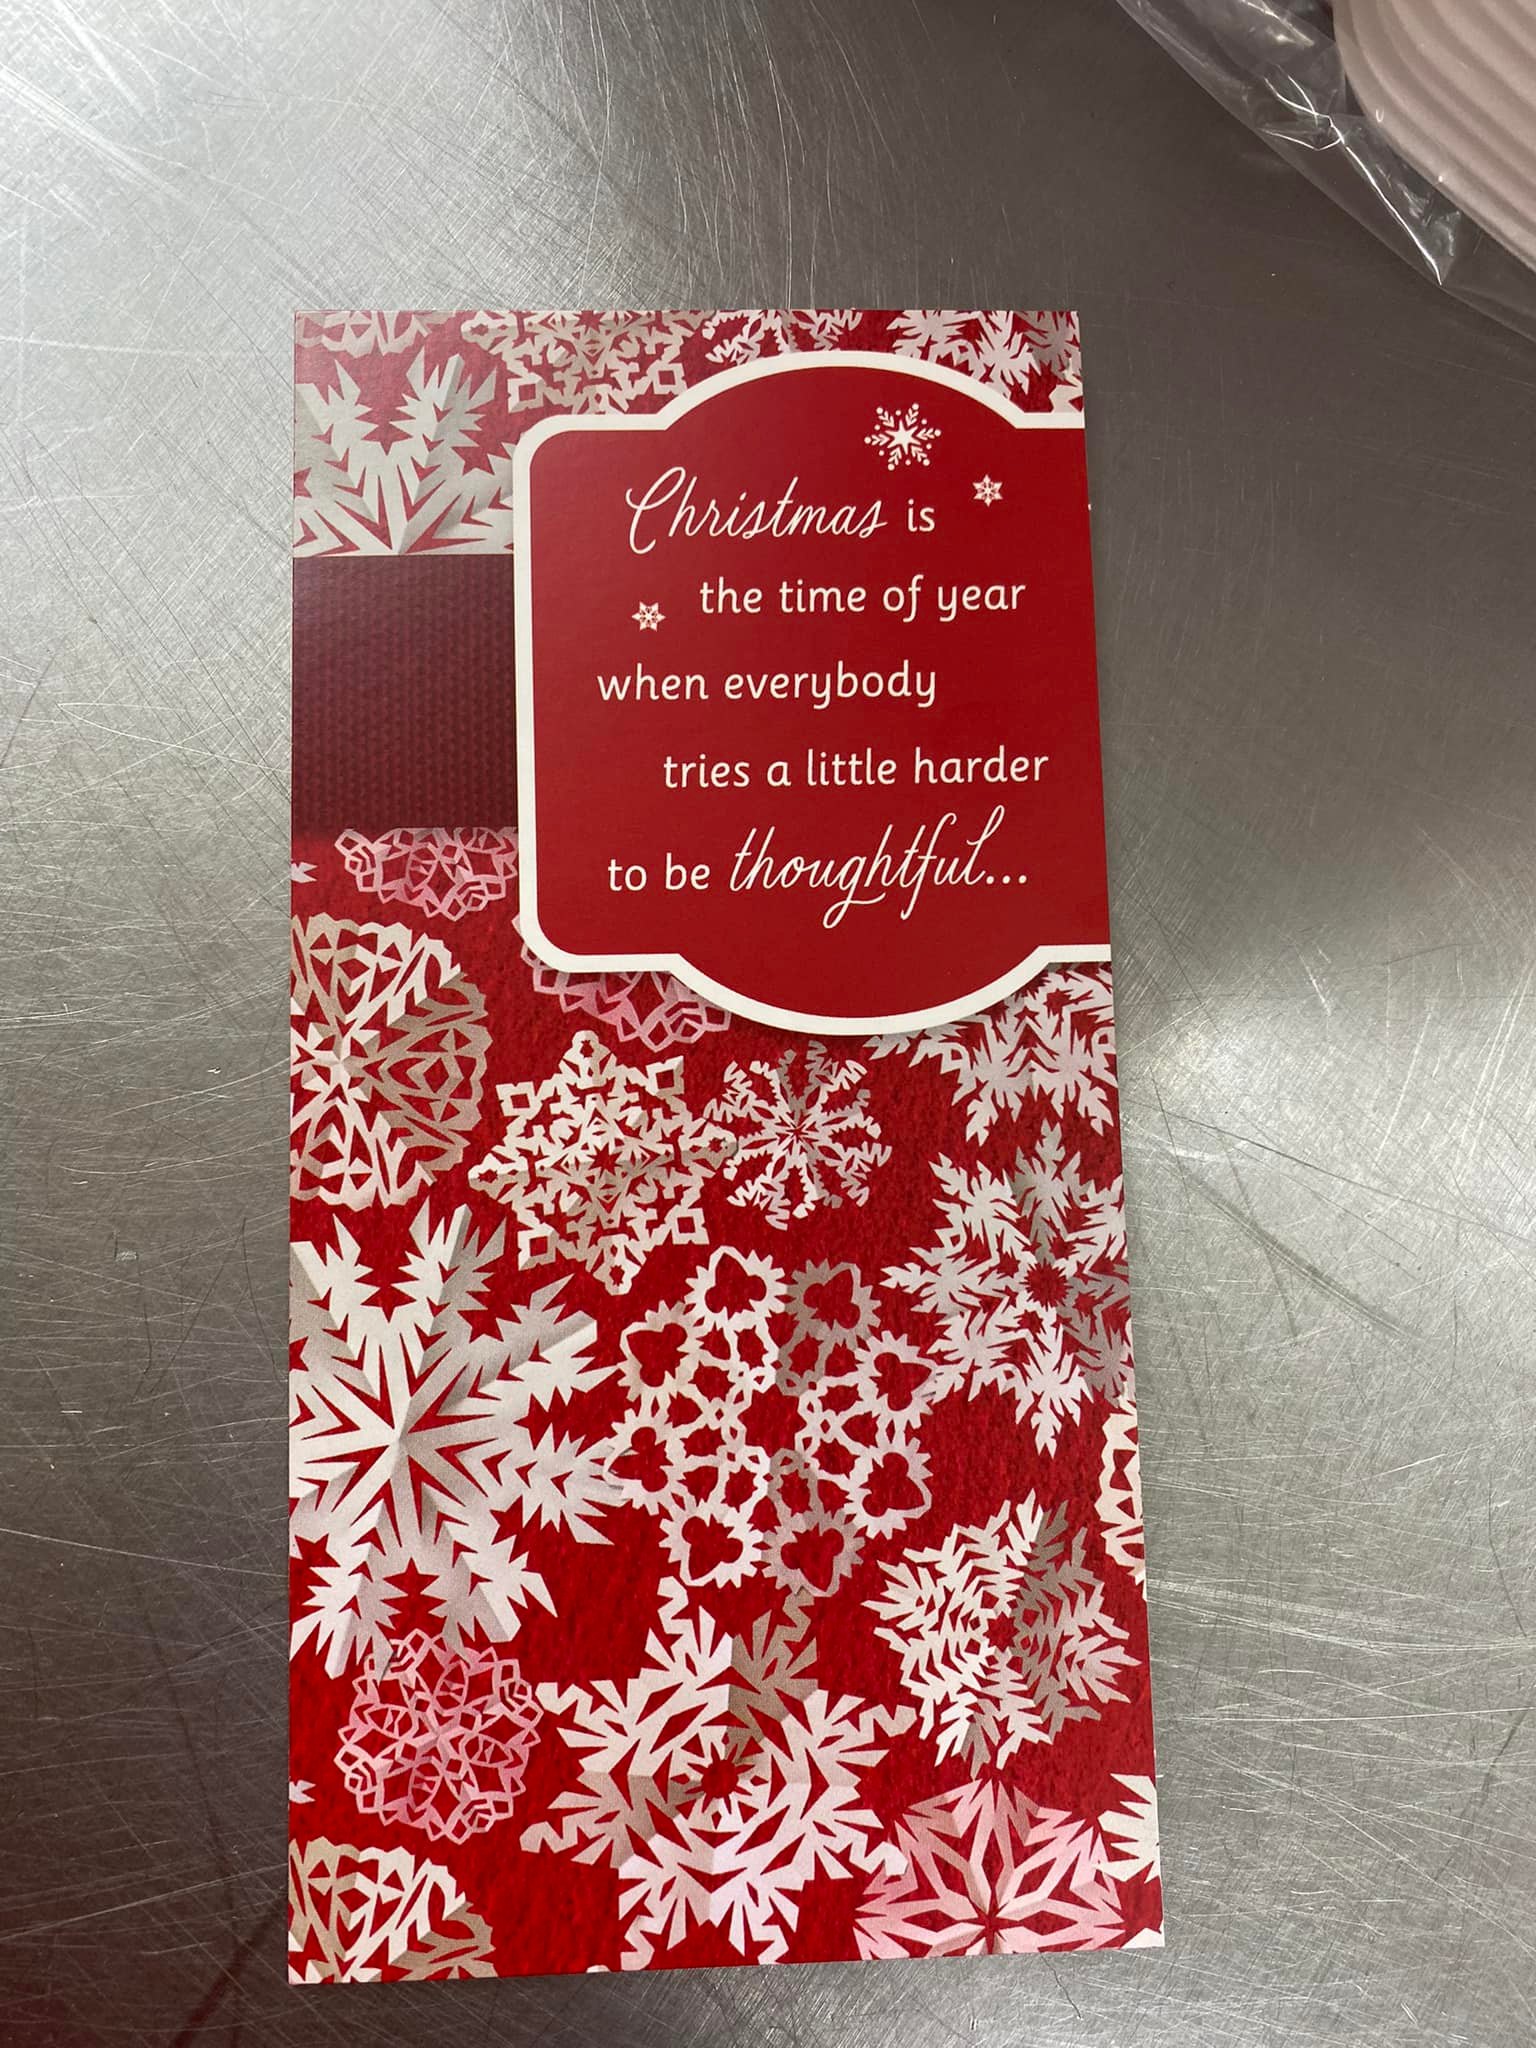 Christmas is
the time of year
when everybody
tries a little harder
to be thoughtful...